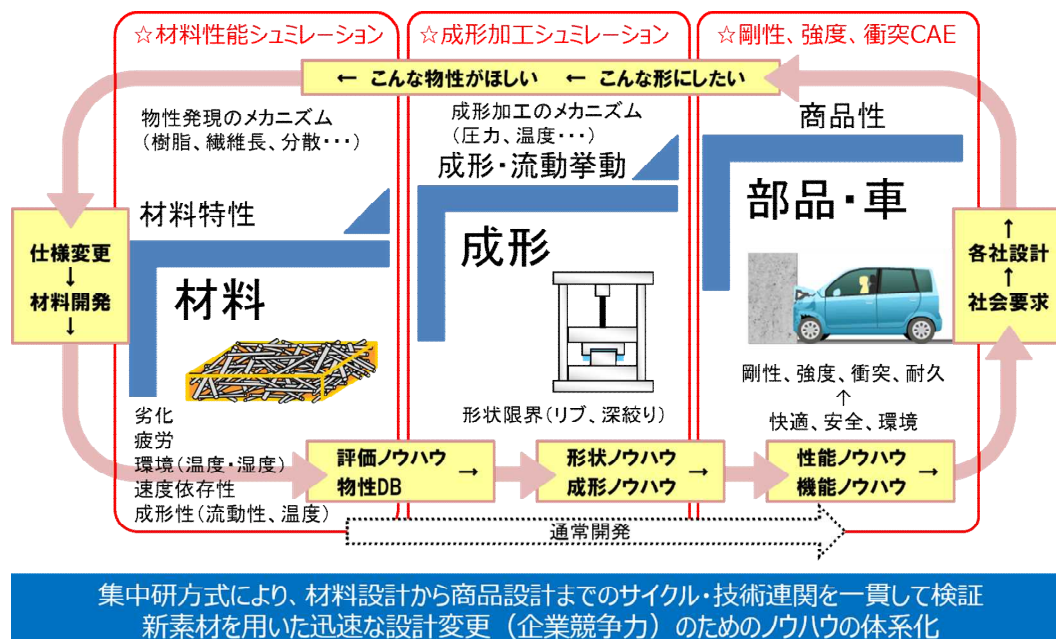 ☆材料性能シュミレーション
☆成形加工シュミレーション
☆剛性、強度、衝突CAE
← こんな物性がほしい ← こんな形にしたい
物性発現のメカニズム
(樹脂、繊維長、分散・・・)
成形加工のメカニズム
(圧力、温度・・・)
商品性
材料特性
成形・流動挙動
部品・車
材料
成形
仕様変更
↓
材料開発
↓
↑
各社設計
↑
社会要求
劣化
疲労
環境(温度・湿度)
速度依存性
成形性(流動性、温度)
形状限界(リブ、深絞り)
剛性、強度、衝突、耐久
↑
快適、安全、環境
評価ノウハウ →
物性DB
形状ノウハウ →
成形ノウハウ
性能ノウハウ →
機能ノウハウ
通常開発
集中研方式により、材料設計から商品設計までのサイクル・技術連関を一貫して検証
新素材を用いた迅速な設計変更（企業競争力）のためのノウハウの体系化